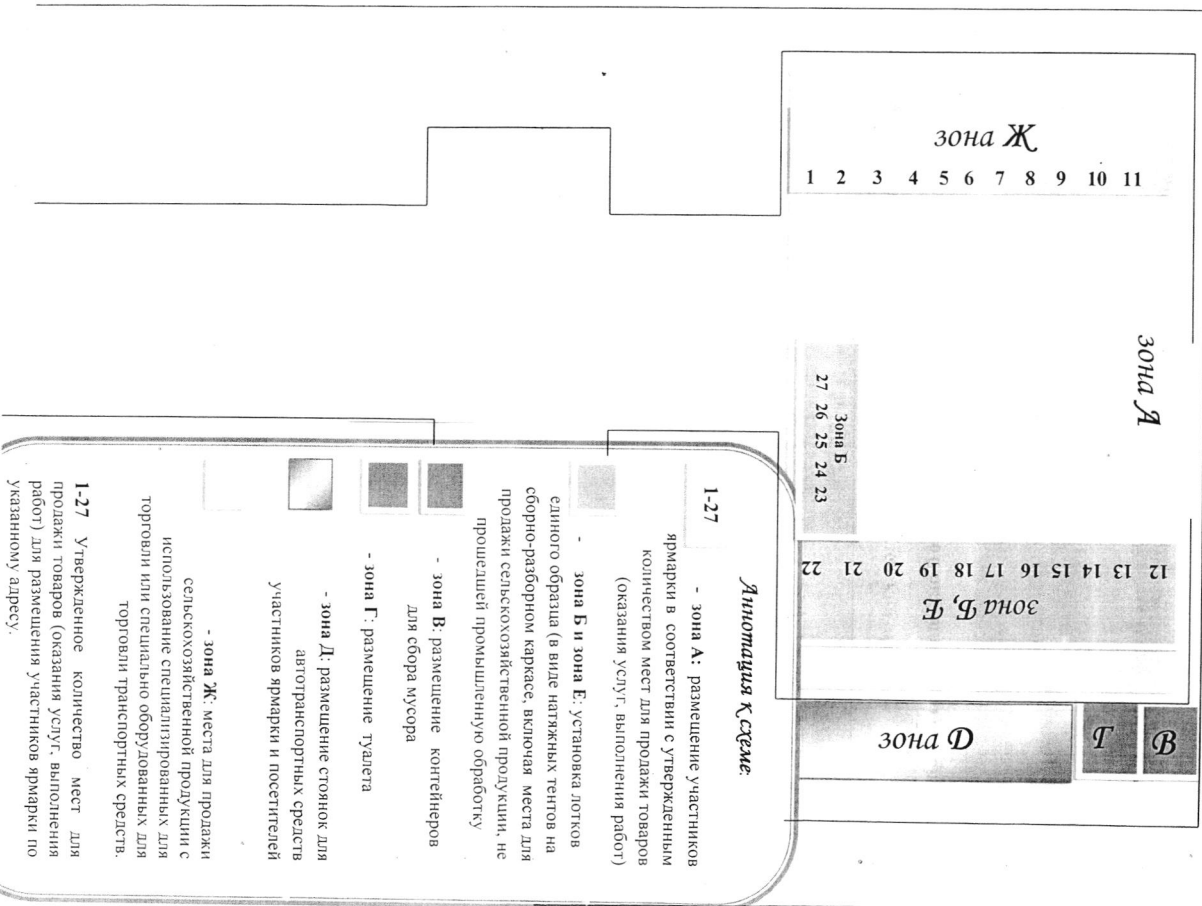 зона Ж
1 2 3 4 5 6 7 8 9 10 11
зона А
Зона Б
27 26 25 24 23
12 13 14 15 16 17 18 19 20 21 22
зона Б, Е
зона D
Г
В
Аннотация к схеме:
1-27
- зона А: размещение участников
ярмарки в соответствии с утвержденным
количеством мест для продажи товаров
(оказания услуг, выполнения работ)
- зона Б и зона Е: установка лотков
единого образца (в виде натяжных тентов на
сборно-разборном каркасе, включая места для
продажи сельскохозяйственной продукции, не
прошедшей промышленную обработку
- зона В: размещение контейнеров
для сбора мусора
- зона Г: размещение туалета
- зона Д: размещение стоянок для
автотранспортных средств
участников ярмарки и посетителей
- зона Ж: места для продажи
сельскохозяйственной продукции с
использование специализированных для
торговли или специально оборудованных для
торговли транспортных средств.
1-27 Утвержденное количество мест для
продажи товаров (оказания услуг, выполнения
работ) для размещения участников ярмарки по
указанному адресу.